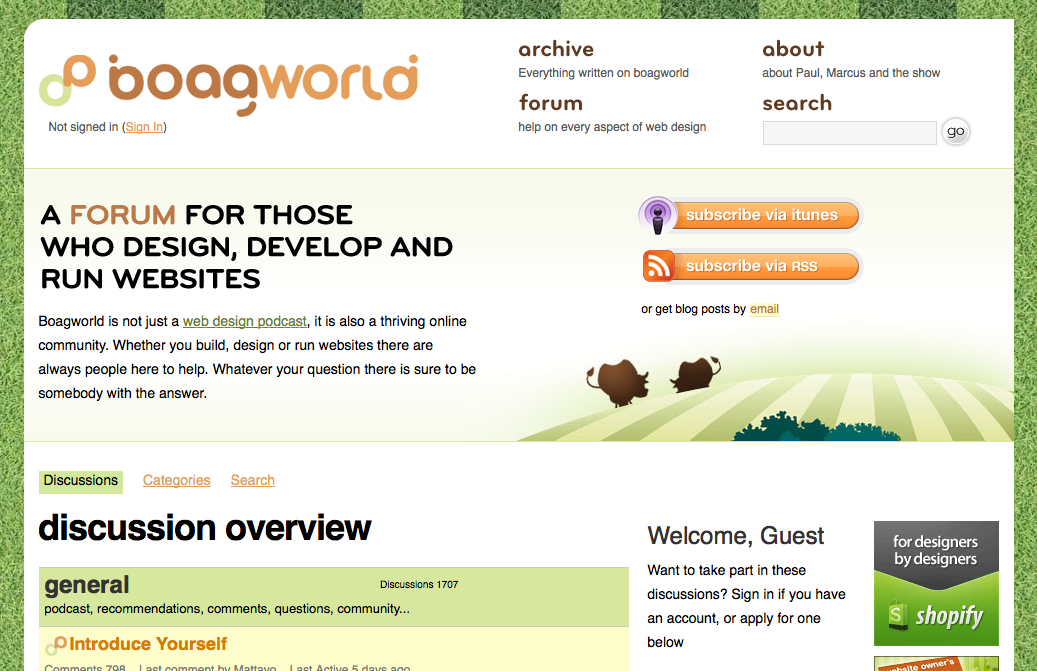 boagworld
Not signed in (Sign In)
archive
Everything written on boagworld
forum
help on every aspect of web design
about
about Paul, Marcus and the show
search
go
A FORUM FOR THOSE
WHO DESIGN, DEVELOP AND
RUN WEBSITES
Boagworld is not just a web design podcast, it is also a thriving online
community. Whether you build, design or run websites there are
always people here to help. Whatever your question there is sure to be
somebody with the answer.
subscribe via itunes
subscribe via RSS
or get blog posts by email
Discussions Categories Search
discussion overview
general
Discussions 1707
podcast, recommendations, comments, questions, community...
Introduce Yourself
Comments 798 Last comment by Mattavo Last Active 5 days ago
Welcome, Guest
Want to take part in these
discussions? Sign in if you have
an account, or apply for one
below
for designers
by designers
shopify
website owner's